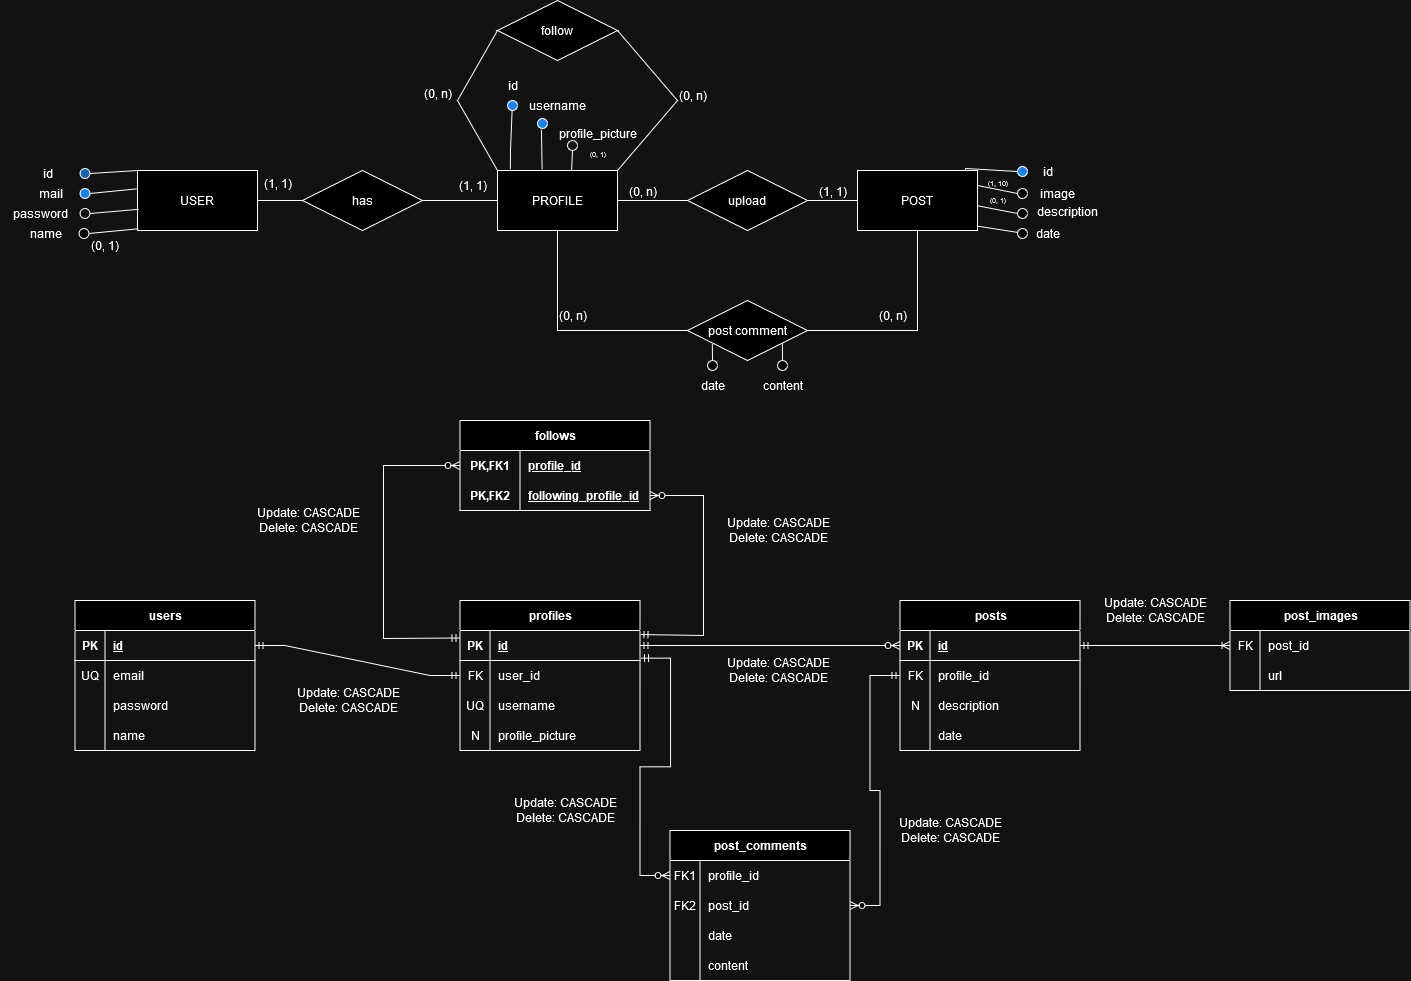 follow
(0, n)
(0, n)
id
username
profile_picture
(0, 1)
id
mail
password
name
(0, 1)
USER
(1, 1)
has
(1, 1)
PROFILE
(0, n)
upload
(1, 1)
POST
id
(1, 10)
image
(0, 1)
description
date
(0, n)
post comment
(0, n)
date
content
follows
PK,FK1 profile_id
PK,FK2 following_profile_id
Update: CASCADE
Delete: CASCADE
Update: CASCADE
Delete: CASCADE
users
PK id
UQ email
password
name
Update: CASCADE
Delete: CASCADE
profiles
PK id
FK user_id
UQ username
N profile_picture
Update: CASCADE
Delete: CASCADE
posts
PK id
FK profile_id
N description
date
Update: CASCADE
Delete: CASCADE
post_images
FK post_id
url
Update: CASCADE
Delete: CASCADE
Update: CASCADE
Delete: CASCADE
post_comments
FK1 profile_id
FK2 post_id
date
content